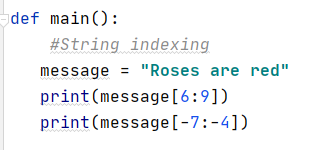 def main():
    #String indexing
    message = "Roses are red"
    print(message[6:9])
    print(message[-7:-4])